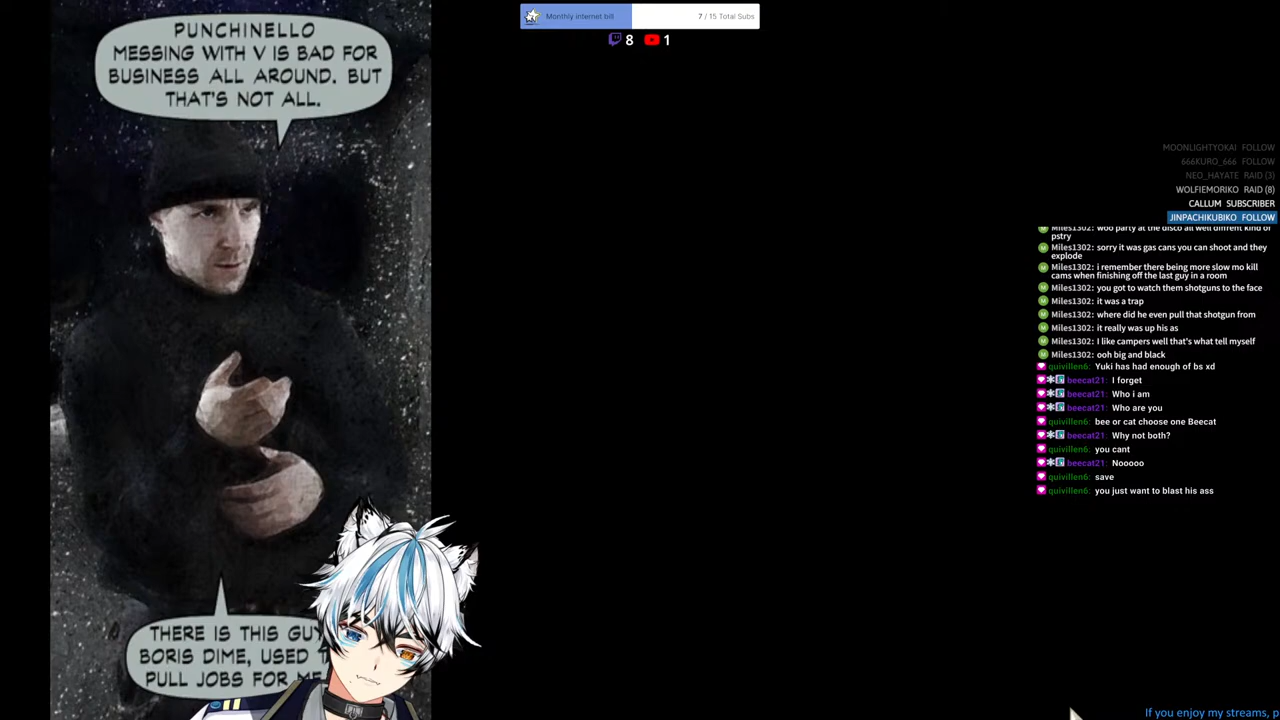 PUNCHINELLO
MESSING WITH V IS BAD FOR
BUSINESS ALL AROUND. BUT
THAT'S NOT ALL.
THERE IS THIS GUY
BORIS DIME, USED
PULL JOBS FOR ME
Monthly internet bill
7 / 15 Total Subs
8
1
MOONLIGHTYOKAI FOLLOW
666KURO_666 FOLLOW
NEO_HAYATE RAID (3)
WOLFIEMORIKO RAID (8)
CALLUM SUBSCRIBER
JINPACHIKUBIKO FOLLOW
Miles1302: woo party at the disco all well diffrent kind of
pstry
Miles1302: sorry it was gas cans you can shoot and they
explode
Miles1302: i remember there being more slow mo kill
cams when finishing off the last guy in a room
Miles1302: you got to watch them shotguns to the face
Miles1302: it was a trap
Miles1302: where did he even pull that shotgun from
Miles1302: it really was up his as
Miles1302: I like campers well that's what tell myself
Miles1302: ooh big and black
quivillen6: Yuki has had enough of bs xd
beecat21: I forget
beecat21: Who i am
beecat21: Who are you
quivillen6: bee or cat choose one Beecat
beecat21: Why not both?
quivillen6: you cant
beecat21: Nooooo
quivillen6: save
quivillen6: you just want to blast his ass
If you enjoy my streams, p